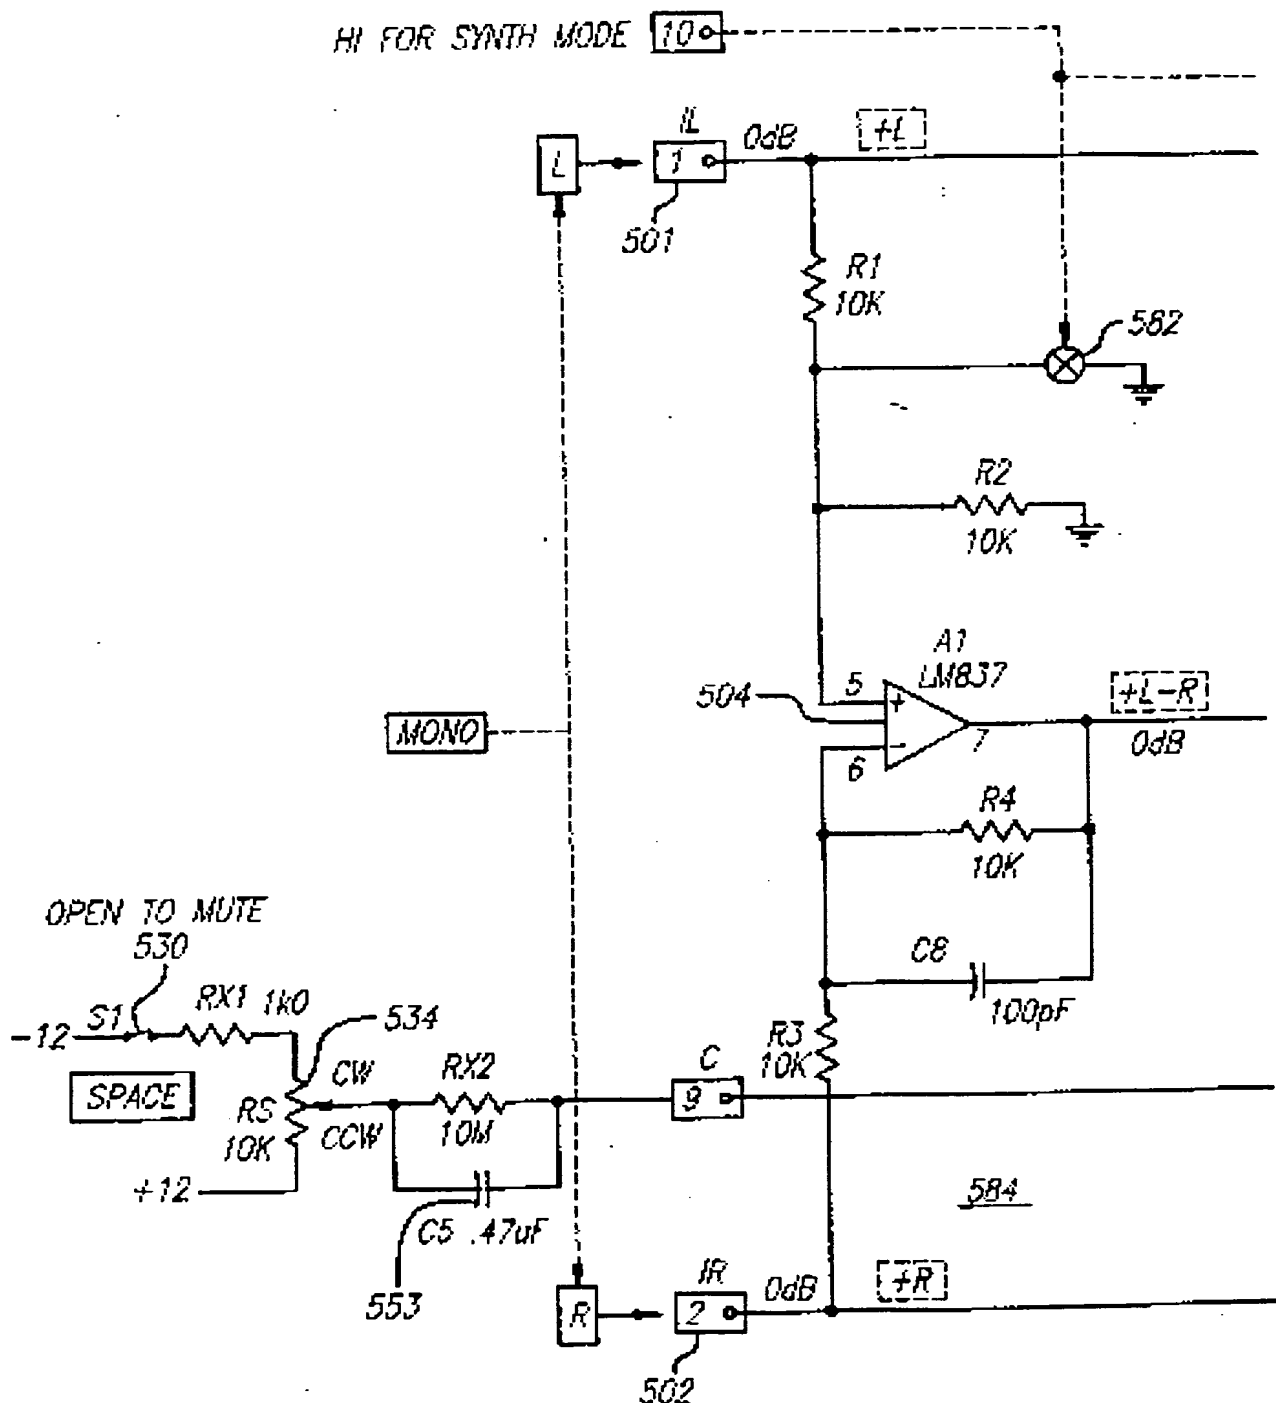 HI FOR SYNTH MODE 10
IL
0dB
+L
L
1
501
R1
10K
582
R2
10K
A1
LM837
5
+
504
+L-R
MONO
-
7
0dB
6
R4
10K
OPEN TO MUTE
530
C8
S1
RX1 1k0
534
100pF
-12
R3
10K
C
CW
RX2
SPACE
RS
10K
9
CCW
10M
+12
584
C5 .47uF
553
IR
0dB
+R
R
2
502